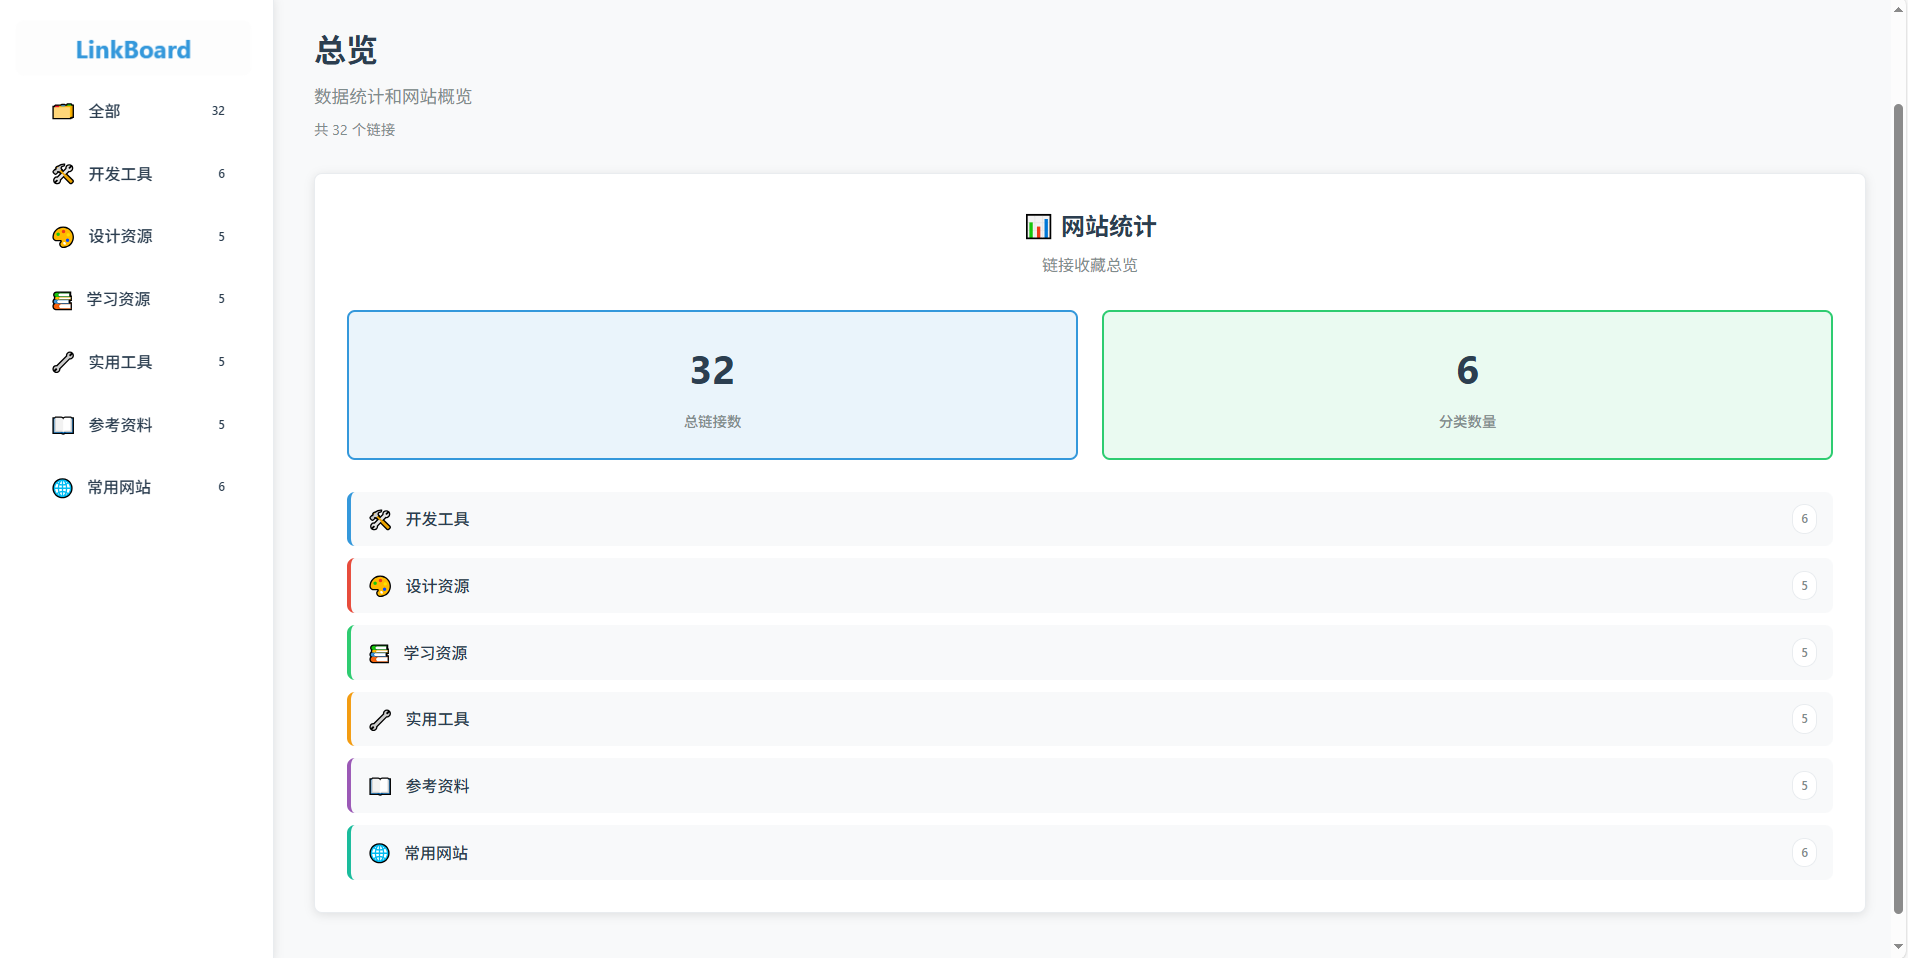 LinkBoard
全部 32
开发工具 6
设计资源 5
学习资源 5
实用工具 5
参考资料 5
常用网站 6
总览
数据统计和网站概览
共 32 个链接
网站统计
链接收藏总览
32
总链接数
6
分类数量
开发工具 6
设计资源 5
学习资源 5
实用工具 5
参考资料 5
常用网站 6